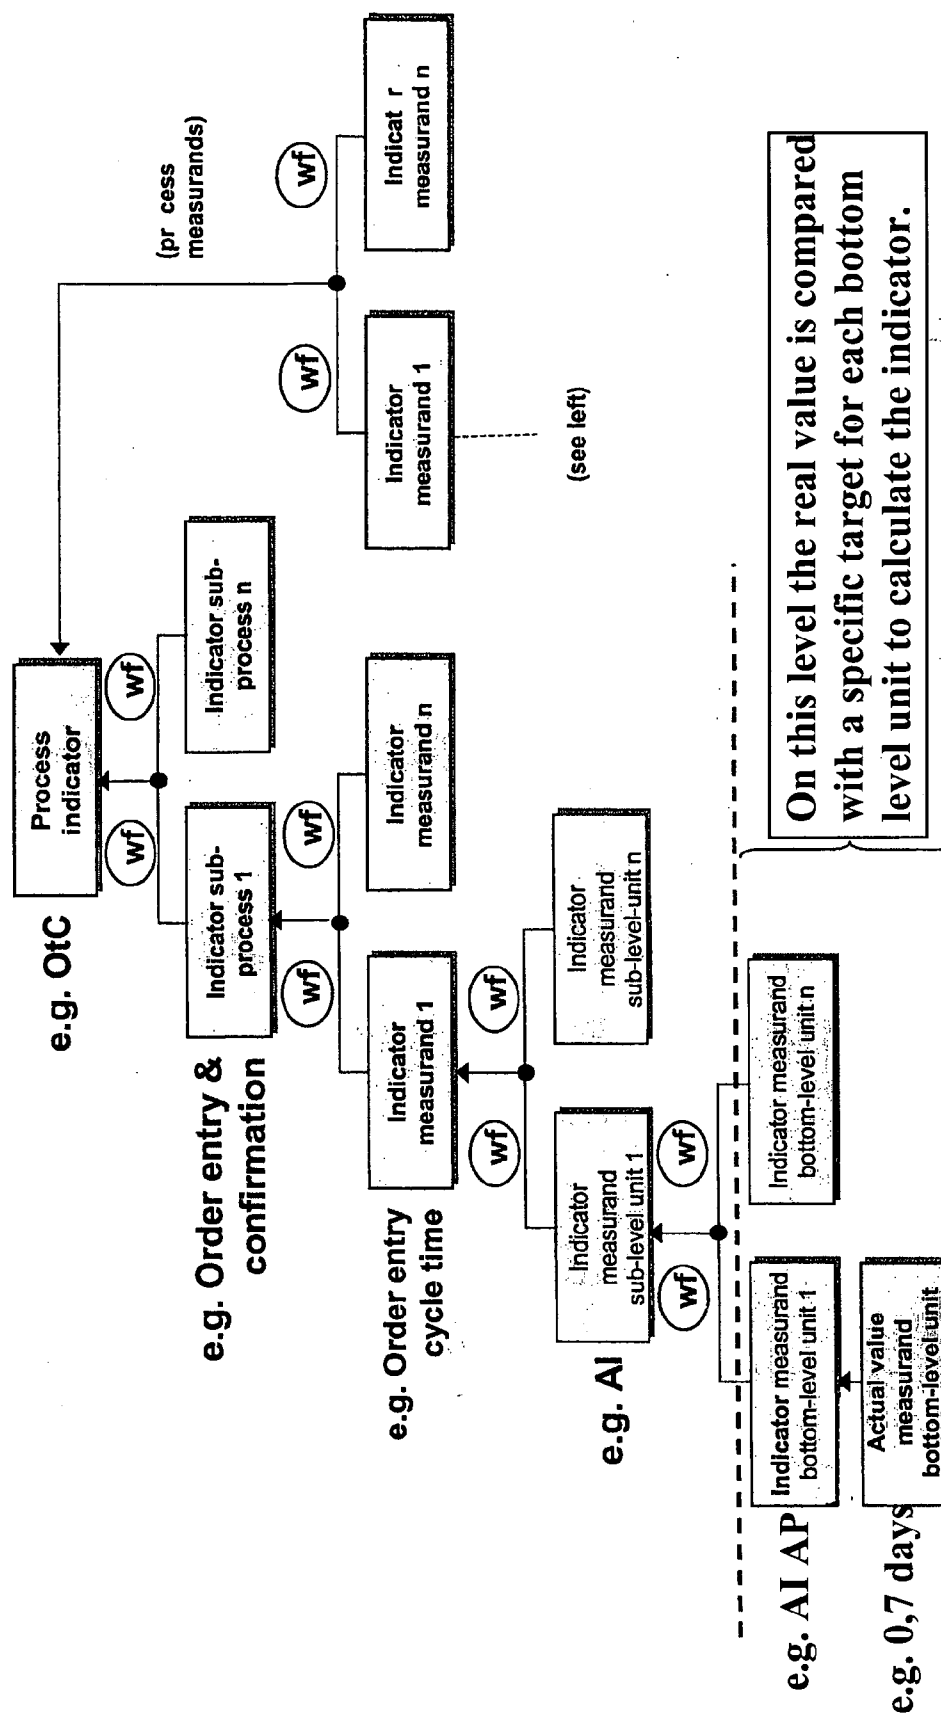 e.g. OtC
Process
indicator
wf
wf
(pr cess
measurands)
e.g. Order entry &
confirmation
Indicator sub-
process 1
Indicator sub-
process n
wf
wf
wf
wf
e.g. Order entry
cycle time
Indicator
measurand 1
Indicator
measurand n
Indicator
measurand 1
Indicat r
measurand n
wf
wf
(see left)
e.g. AI
Indicator
measurand
sub-level unit 1
Indicator
measurand
sub-level-unit n
wf
wf
e.g. AI AP
Indicator measurand
bottom-level unit 1
Indicator measurand
bottom-level unit n
On this level the real value is compared
with a specific target for each bottom
level unit to calculate the indicator.
e.g. 0,7 days
Actual value
measurand
bottom-level unit